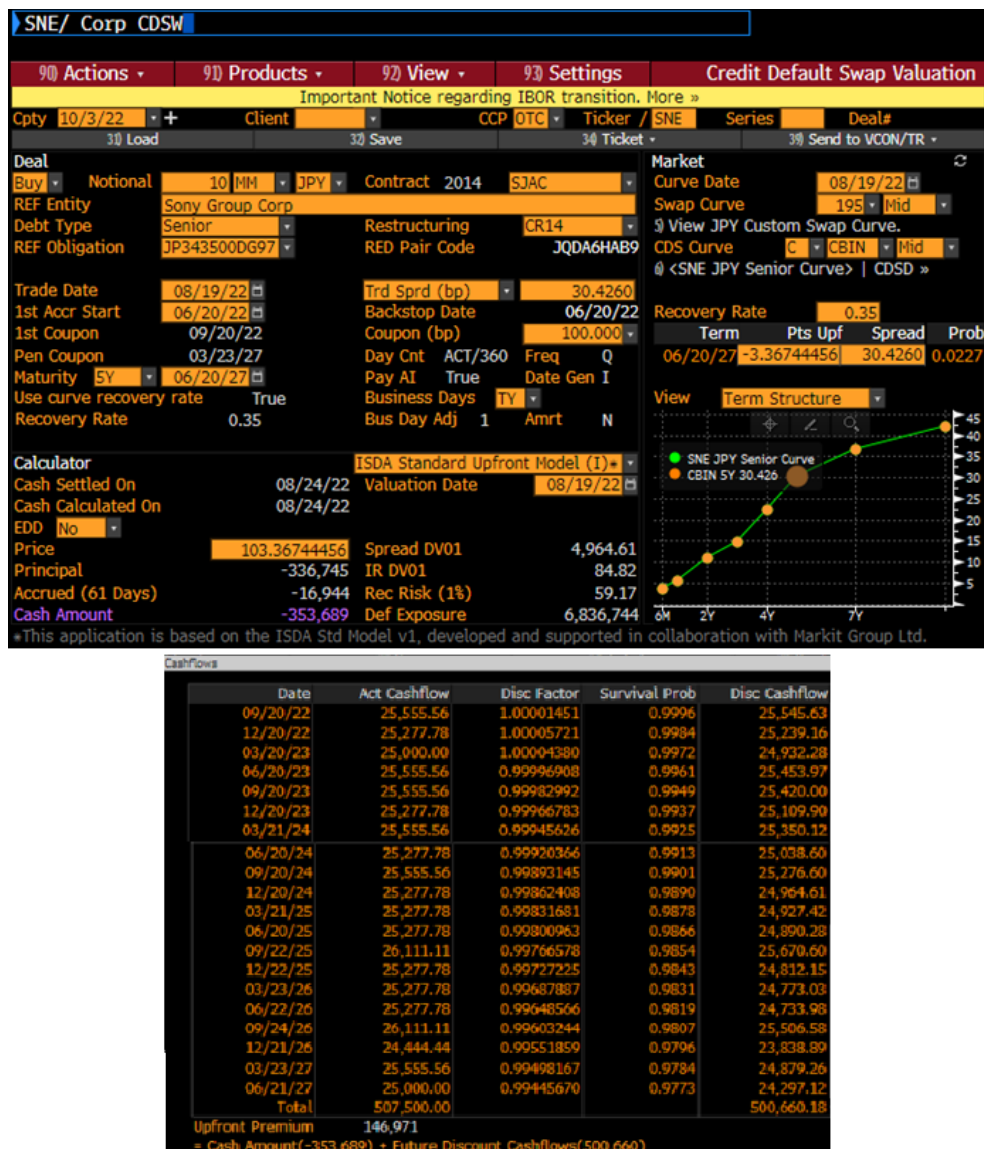 SNE/ Corp CDSW
90) Actions 91) Products 92) View 93) Settings Credit Default Swap Valuation
Important Notice regarding IBOR transition. More »
Cpty 10/3/22 + Client CCP OTC Ticker / SNE Series Deal#
31) Load 32) Save 34) Ticket 39) Send to VCON/TR
Deal Market
Buy Notional 10 MM JPY Contract 2014 SJAC Curve Date 08/19/22
REF Entity Sony Group Corp Swap Curve 195 Mid
Debt Type Senior Restructuring CR14 5) View JPY Custom Swap Curve.
REF Obligation JP343500DG97 RED Pair Code JQDA6HAB9 CDS Curve C CBIN Mid
6) <SNE JPY Senior Curve> | CDSD »
Trade Date 08/19/22 Trd Sprd (bp) 30.4260
1st Accr Start 06/20/22 Backstop Date 06/20/22 Recovery Rate 0.35
1st Coupon 09/20/22 Coupon (bp) 100.000 Term Pts Upf Spread Prob
Pen Coupon 03/23/27 Day Cnt ACT/360 Freq Q 06/20/27 -3.36744456 30.4260 0.0227
Maturity 5Y 06/20/27 Pay AI True Date Gen I
Use curve recovery rate True Business Days TY View Term Structure
Recovery Rate 0.35 Bus Day Adj 1 Amrt N
45
40
SNE JPY Senior Curve 35
CBIN 5Y 30.426 30
25
20
15
10
5
6M 2Y 4Y 7Y
Calculator ISDA Standard Upfront Model (I)*
Cash Settled On 08/24/22 Valuation Date 08/19/22
Cash Calculated On 08/24/22
EDD No
Price 103.36744456 Spread DV01 4,964.61
Principal -336,745 IR DV01 84.82
Accrued (61 Days) -16,944 Rec Risk (1%) 59.17
Cash Amount -353,689 Def Exposure 6,836,744
*This application is based on the ISDA Std Model v1, developed and supported in collaboration with Markit Group Ltd.
Cashflows
Date Act Cashflow Disc Factor Survival Prob Disc Cashflow
09/20/22 25,555.56 1.00001451 0.9996 25,545.63
12/20/22 25,277.78 1.00005721 0.9984 25,239.16
03/20/23 25,000.00 1.00004380 0.9972 24,932.28
06/20/23 25,555.56 0.99996908 0.9961 25,453.97
09/20/23 25,555.56 0.99982992 0.9949 25,420.00
12/20/23 25,277.78 0.99966783 0.9937 25,109.90
03/21/24 25,555.56 0.99945626 0.9925 25,350.12
06/20/24 25,277.78 0.99920366 0.9913 25,038.60
09/20/24 25,555.56 0.99893145 0.9901 25,276.60
12/20/24 25,277.78 0.99862408 0.9890 24,964.61
03/21/25 25,277.78 0.99831681 0.9878 24,927.42
06/20/25 25,277.78 0.99800963 0.9866 24,890.28
09/22/25 26,111.11 0.99766578 0.9854 25,670.60
12/22/25 25,277.78 0.99727225 0.9843 24,812.15
03/23/26 25,277.78 0.99687887 0.9831 24,773.03
06/22/26 25,277.78 0.99648566 0.9819 24,733.98
09/24/26 26,111.11 0.99603244 0.9807 25,506.58
12/21/26 24,444.44 0.99551859 0.9796 23,838.89
03/23/27 25,555.56 0.99498167 0.9784 24,879.26
06/21/27 25,000.00 0.99445670 0.9773 24,297.12
Total 507,500.00 500,660.18
Upfront Premium 146,971
= Cash Amount(-353,689) + Future Discount Cashflows(500,660)